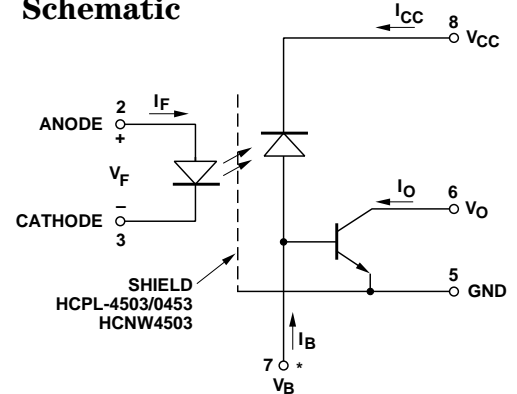 Schematic
ICC
8
VCC
2
IF
ANODE
+
VF
IO
6
VO
–
CATHODE
3
5
GND
SHIELD
HCPL-4503/0453
HCNW4503
IB
7
*
VB